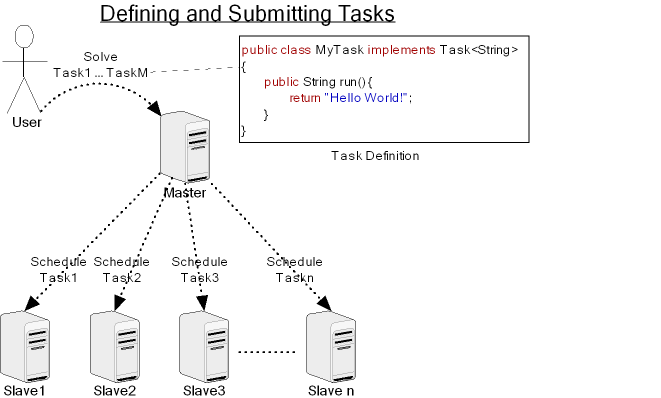 Defining and Submitting Tasks
Solve
Task1 ... TaskM
User
public class MyTask implements Task<String>
{
public String run(){
return "Hello World!";
}
}
Task Definition
Master
Schedule
Task1
Schedule
Task2
Schedule
Task3
Schedule
Taskn
Slave1
Slave2
Slave3
Slave n